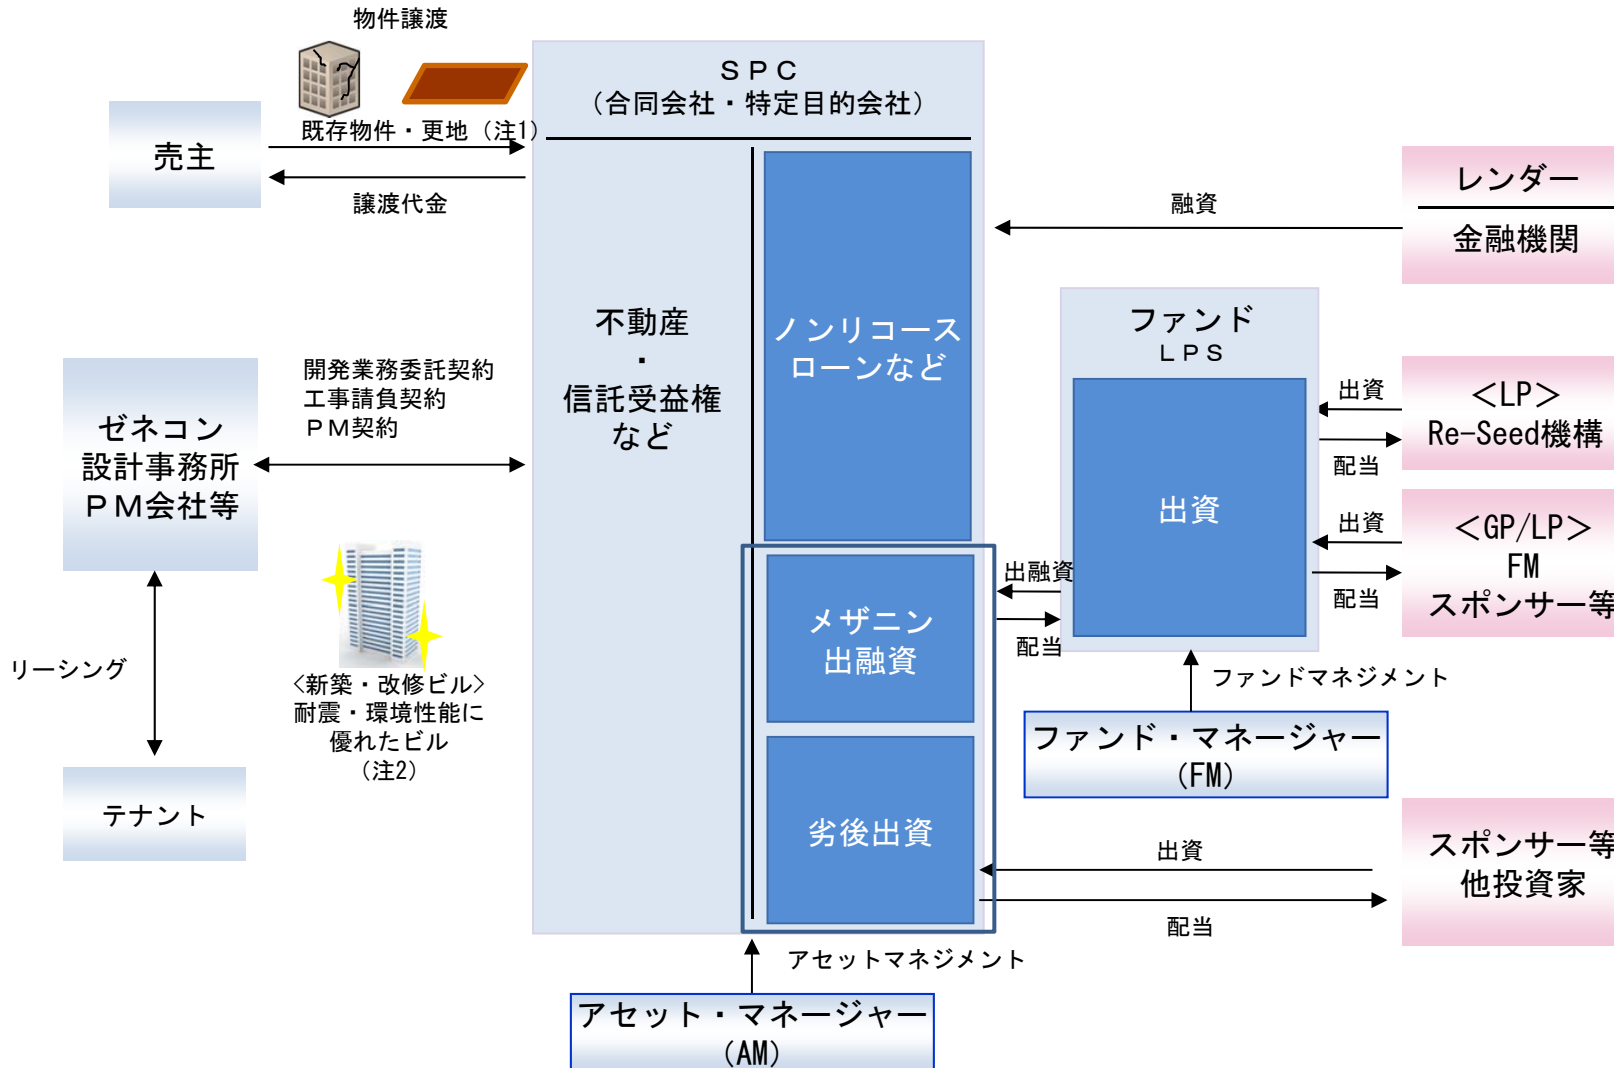 物件譲渡
既存物件・更地（注1）
売主
譲渡代金
ＳＰＣ
（合同会社・特定目的会社）
不動産
・
信託受益権
など
ノンリコース
ローンなど
メザニン
出融資
劣後出資
融資
レンダー
金融機関
ファンド
ＬＰＳ
出資
出資
配当
＜LP＞
Re-Seed機構
出資
配当
＜GP/LP＞
FM
スポンサー等
出融資
配当
ファンドマネジメント
ファンド・マネージャー
(FM)
開発業務委託契約
工事請負契約
ＰＭ契約
ゼネコン
設計事務所
ＰＭ会社等
リーシング
テナント
<新築・改修ビル>
耐震・環境性能に
優れたビル
（注2）
出資
配当
スポンサー等
他投資家
アセットマネジメント
アセット・マネージャー
(AM)